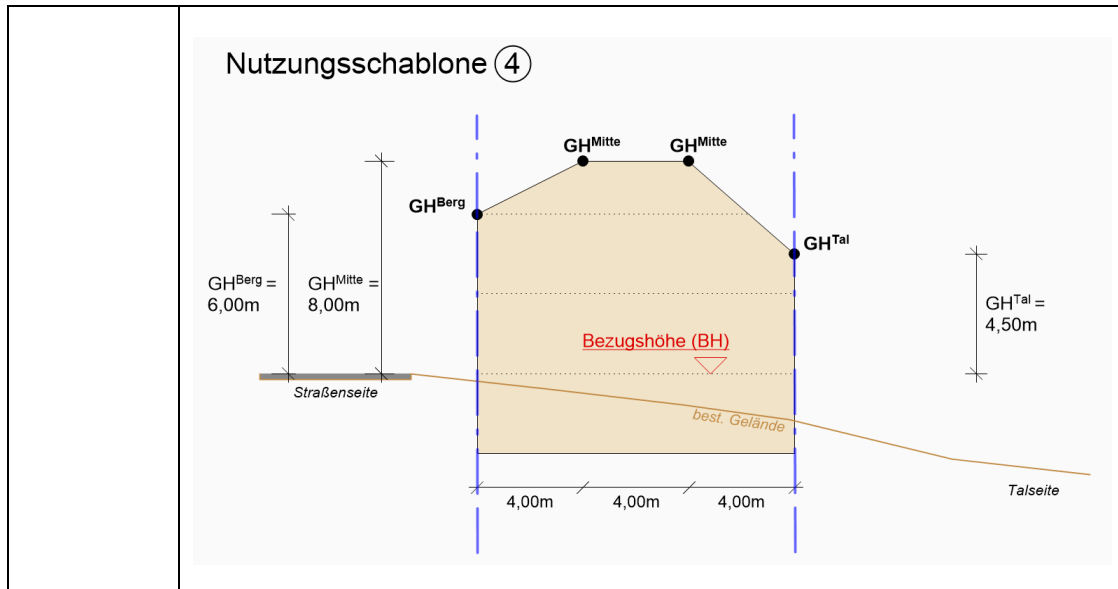 Nutzungsschablone 4
GH^Mitte GH^Mitte
GH^Berg
GH^Tal
GH^Berg =
6,00m
GH^Mitte =
8,00m
GH^Tal =
4,50m
Bezugshöhe (BH)
Straßenseite
best. Gelände
Talseite
4,00m 4,00m 4,00m